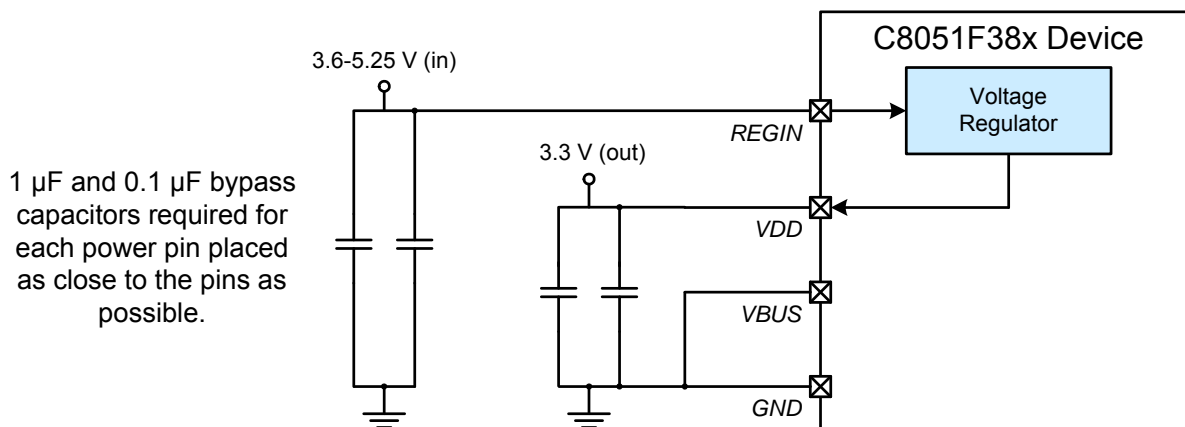 C8051F38x Device
3.6-5.25 V (in)
Voltage
Regulator
REGIN
3.3 V (out)
1 µF and 0.1 µF bypass
capacitors required for
each power pin placed
as close to the pins as
possible.
VDD
VBUS
GND